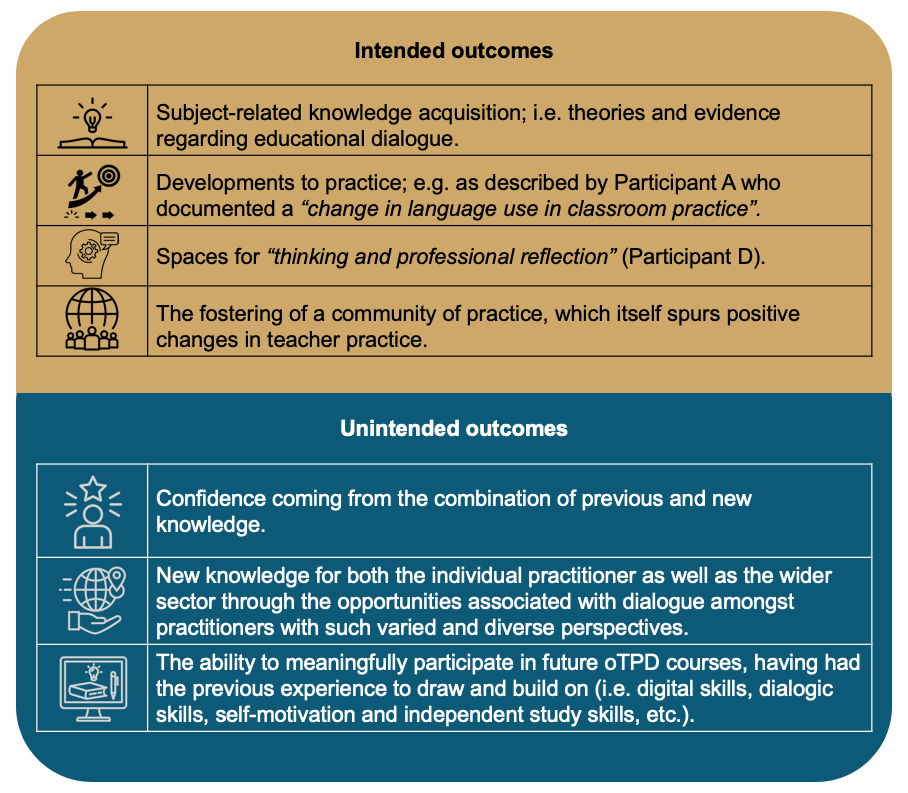 Intended outcomes
Subject-related knowledge acquisition; i.e. theories and evidence
regarding educational dialogue.
Developments to practice; e.g. as described by Participant A who
documented a “change in language use in classroom practice”.
Spaces for “thinking and professional reflection” (Participant D).
The fostering of a community of practice, which itself spurs positive
changes in teacher practice.
Unintended outcomes
Confidence coming from the combination of previous and new
knowledge.
New knowledge for both the individual practitioner as well as the wider
sector through the opportunities associated with dialogue amongst
practitioners with such varied and diverse perspectives.
The ability to meaningfully participate in future oTPD courses, having had
the previous experience to draw and build on (i.e. digital skills, dialogic
skills, self-motivation and independent study skills, etc.).